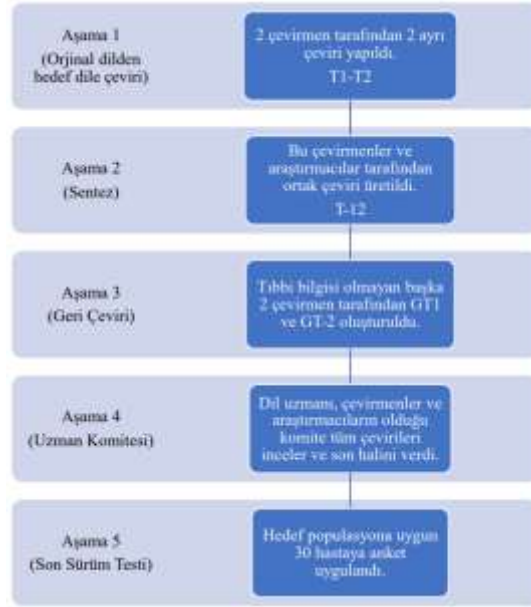 Aşama 1
(Orjinal dilden
hedef dile çeviri)
2 çevirmen tarafından 2 ayrı
çeviri yapıldı.
T1-T2
Aşama 2
(Sentez)
Bu çevirmenler ve
araştırmacılar tarafından
ortak çeviri üretildi.
T-12
Aşama 3
(Geri Çeviri)
Tıbbi bilgisi olmayan başka
2 çevirmen tarafından GT1
ve GT-2 oluşturuldu.
Aşama 4
(Uzman Komitesi)
Dil uzmanı, çevirmenler ve
araştırmacıların olduğu
komite tüm çevirileri
inceler ve son halini verdi.
Aşama 5
(Son Sürüm Testi)
Hedef populasyona uygun
30 hastaya anket
uygulandı.